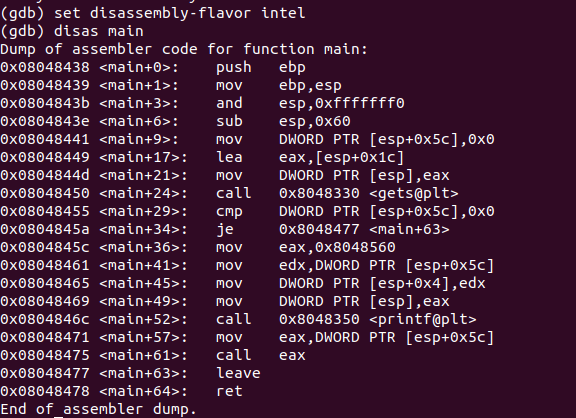 (gdb) set disassembly-flavor intel
(gdb) disas main
Dump of assembler code for function main:
0x08048438 <main+0>:    push   ebp
0x08048439 <main+1>:    mov    ebp,esp
0x0804843b <main+3>:    and    esp,0xfffffff0
0x0804843e <main+6>:    sub    esp,0x60
0x08048441 <main+9>:    mov    DWORD PTR [esp+0x5c],0x0
0x08048449 <main+17>:   lea    eax,[esp+0x1c]
0x0804844d <main+21>:   mov    DWORD PTR [esp],eax
0x08048450 <main+24>:   call   0x8048330 <gets@plt>
0x08048455 <main+29>:   cmp    DWORD PTR [esp+0x5c],0x0
0x0804845a <main+34>:   je     0x8048477 <main+63>
0x0804845c <main+36>:   mov    eax,0x8048560
0x08048461 <main+41>:   mov    edx,DWORD PTR [esp+0x5c]
0x08048465 <main+45>:   mov    DWORD PTR [esp+0x4],edx
0x08048469 <main+49>:   mov    DWORD PTR [esp],eax
0x0804846c <main+52>:   call   0x8048350 <printf@plt>
0x08048471 <main+57>:   mov    eax,DWORD PTR [esp+0x5c]
0x08048475 <main+61>:   call   eax
0x08048477 <main+63>:   leave
0x08048478 <main+64>:   ret
End of assembler dump.